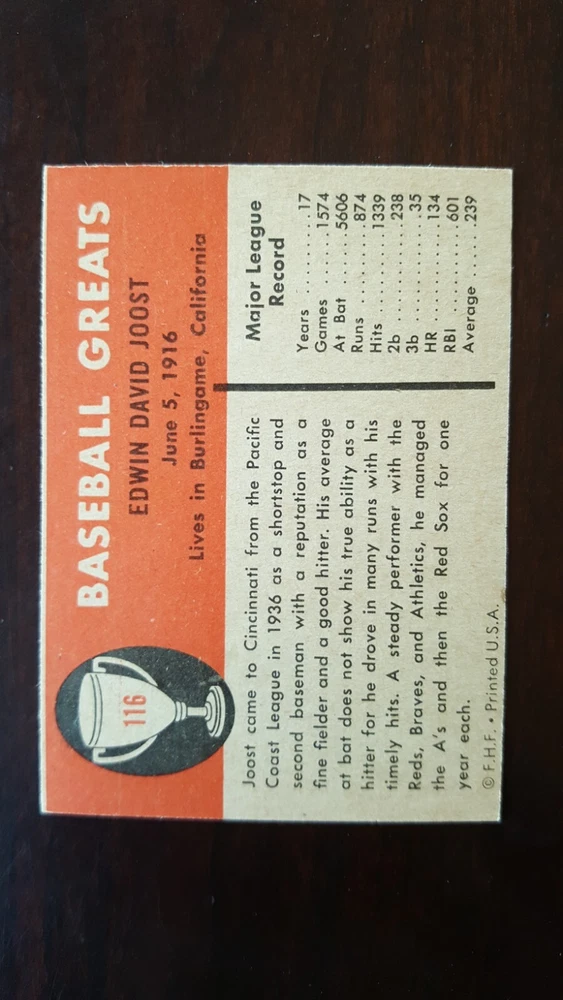 116
BASEBALL GREATS
EDWIN DAVID JOOST
June 5, 1916
Lives in Burlingame, California
Joost came to Cincinnati from the Pacific
Coast League in 1936 as a shortstop and
second baseman with a reputation as a
fine fielder and a good hitter. His average
at bat does not show his true ability as a
hitter for he drove in many runs with his
timely hits. A steady performer with the
Reds, Braves, and Athletics, he managed
the A's and then the Red Sox for one
year each.
© F.H.F. • Printed U.S.A.
Major League
Record
Years ........17
Games ......1574
At Bat ......5606
Runs ........874
Hits ........1339
2b ..........238
3b ...........35
HR ..........134
RBI .........601
Average .....239